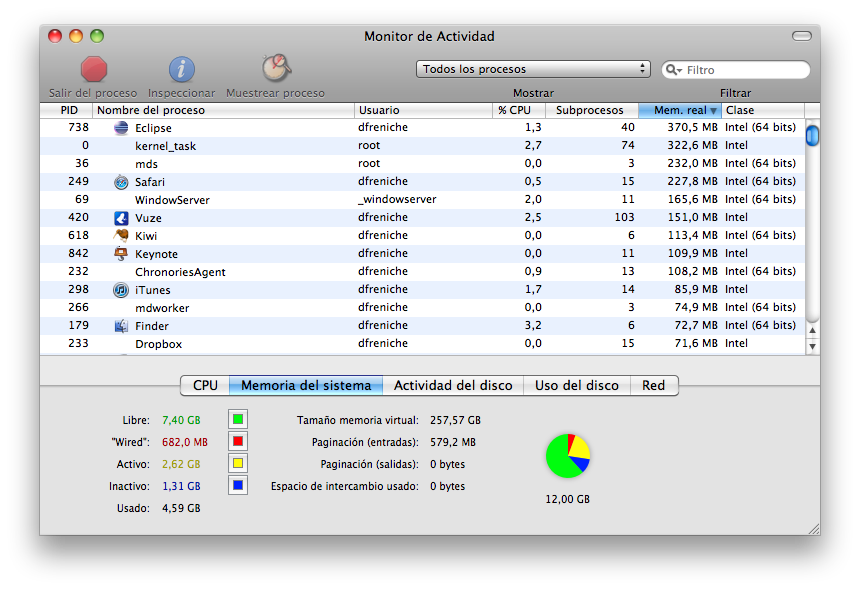 Monitor de Actividad
Todos los procesos
Filtro
Salir del proceso Inspeccionar Muestrear proceso Mostrar Filtrar
PID Nombre del proceso Usuario % CPU Subprocesos Mem. real Clase
738 Eclipse dfreniche 1,3 40 370,5 MB Intel (64 bits)
0 kernel_task root 2,7 74 322,6 MB Intel
36 mds root 0,0 3 232,0 MB Intel (64 bits)
249 Safari dfreniche 0,5 15 227,8 MB Intel (64 bits)
69 WindowServer _windowserver 2,0 11 165,6 MB Intel (64 bits)
420 Vuze dfreniche 2,5 103 151,0 MB Intel
618 Kiwi dfreniche 0,0 6 113,4 MB Intel (64 bits)
842 Keynote dfreniche 0,0 11 109,9 MB Intel
232 ChronoriesAgent dfreniche 0,9 13 108,2 MB Intel (64 bits)
298 iTunes dfreniche 1,7 14 85,9 MB Intel
266 mdworker dfreniche 0,0 3 74,9 MB Intel (64 bits)
179 Finder dfreniche 3,2 6 72,7 MB Intel (64 bits)
233 Dropbox dfreniche 0,0 15 71,6 MB Intel
CPU Memoria del sistema Actividad del disco Uso del disco Red
Libre: 7,40 GB Tamaño memoria virtual: 257,57 GB
"Wired": 682,0 MB Paginación (entradas): 579,2 MB
Activo: 2,62 GB Paginación (salidas): 0 bytes
Inactivo: 1,31 GB Espacio de intercambio usado: 0 bytes
Usado: 4,59 GB
12,00 GB